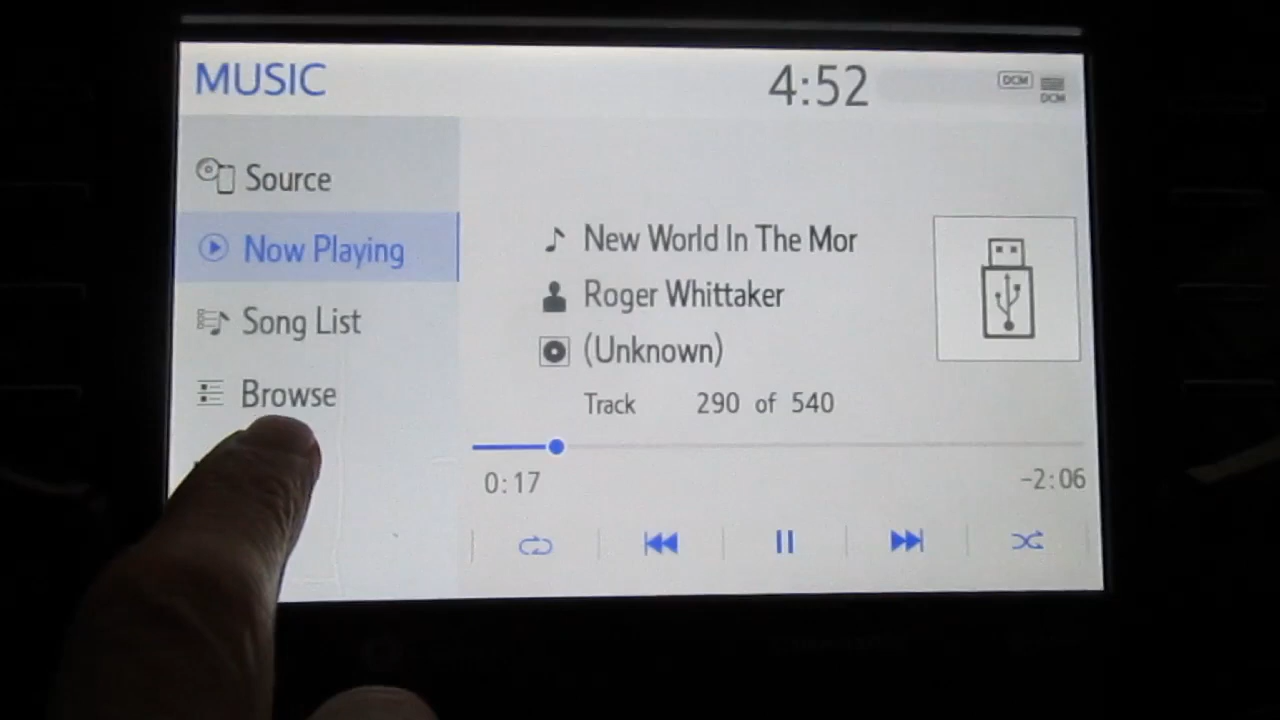 MUSIC
4:52
DCM
DCM
Source
Now Playing
Song List
Browse
New World In The Mor
Roger Whittaker
(Unknown)
Track 290 of 540
0:17
-2:06